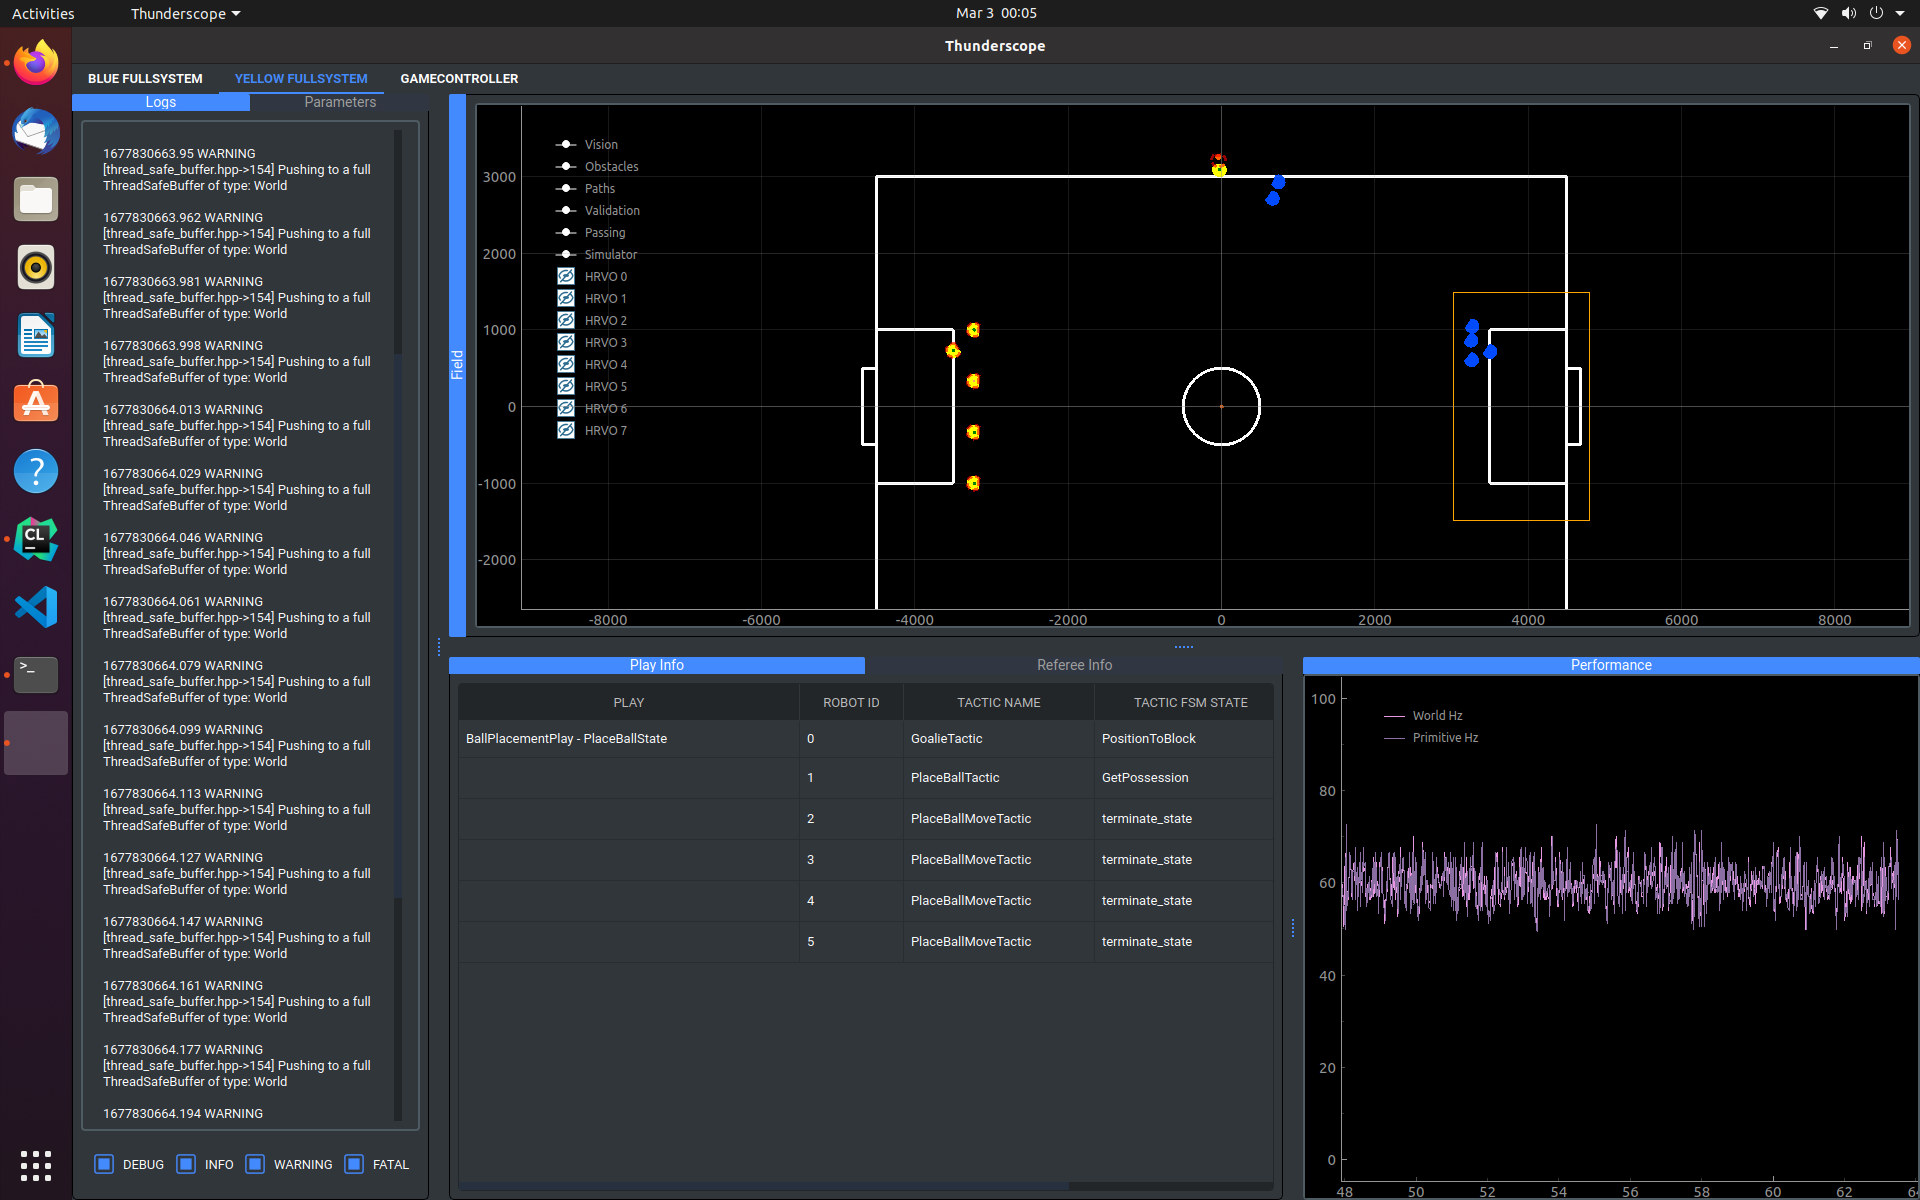 Activities
Thunderscope
Mar 3 00:05
Thunderscope
BLUE FULLSYSTEM
YELLOW FULLSYSTEM
GAMECONTROLLER
Logs
Parameters
1677830663.95 WARNING
[thread_safe_buffer.hpp->154] Pushing to a full
ThreadSafeBuffer of type: World
1677830663.962 WARNING
[thread_safe_buffer.hpp->154] Pushing to a full
ThreadSafeBuffer of type: World
1677830663.981 WARNING
[thread_safe_buffer.hpp->154] Pushing to a full
ThreadSafeBuffer of type: World
1677830663.998 WARNING
[thread_safe_buffer.hpp->154] Pushing to a full
ThreadSafeBuffer of type: World
1677830664.013 WARNING
[thread_safe_buffer.hpp->154] Pushing to a full
ThreadSafeBuffer of type: World
1677830664.029 WARNING
[thread_safe_buffer.hpp->154] Pushing to a full
ThreadSafeBuffer of type: World
1677830664.046 WARNING
[thread_safe_buffer.hpp->154] Pushing to a full
ThreadSafeBuffer of type: World
1677830664.061 WARNING
[thread_safe_buffer.hpp->154] Pushing to a full
ThreadSafeBuffer of type: World
1677830664.079 WARNING
[thread_safe_buffer.hpp->154] Pushing to a full
ThreadSafeBuffer of type: World
1677830664.099 WARNING
[thread_safe_buffer.hpp->154] Pushing to a full
ThreadSafeBuffer of type: World
1677830664.113 WARNING
[thread_safe_buffer.hpp->154] Pushing to a full
ThreadSafeBuffer of type: World
1677830664.127 WARNING
[thread_safe_buffer.hpp->154] Pushing to a full
ThreadSafeBuffer of type: World
1677830664.147 WARNING
[thread_safe_buffer.hpp->154] Pushing to a full
ThreadSafeBuffer of type: World
1677830664.161 WARNING
[thread_safe_buffer.hpp->154] Pushing to a full
ThreadSafeBuffer of type: World
1677830664.177 WARNING
[thread_safe_buffer.hpp->154] Pushing to a full
ThreadSafeBuffer of type: World
1677830664.194 WARNING
DEBUG INFO WARNING FATAL
Field
Vision
Obstacles
Paths
Validation
Passing
Simulator
HRVO 0
HRVO 1
HRVO 2
HRVO 3
HRVO 4
HRVO 5
HRVO 6
HRVO 7
3000
2000
1000
0
-1000
-2000
-8000 -6000 -4000 -2000 0 2000 4000 6000 8000
Play Info
Referee Info
PLAY ROBOT ID TACTIC NAME TACTIC FSM STATE
BallPlacementPlay - PlaceBallState 0 GoalieTactic PositionToBlock
1 PlaceBallTactic GetPossession
2 PlaceBallMoveTactic terminate_state
3 PlaceBallMoveTactic terminate_state
4 PlaceBallMoveTactic terminate_state
5 PlaceBallMoveTactic terminate_state
Performance
World Hz
Primitive Hz
100
80
60
40
20
0
48 50 52 54 56 58 60 62
CL
>_
?